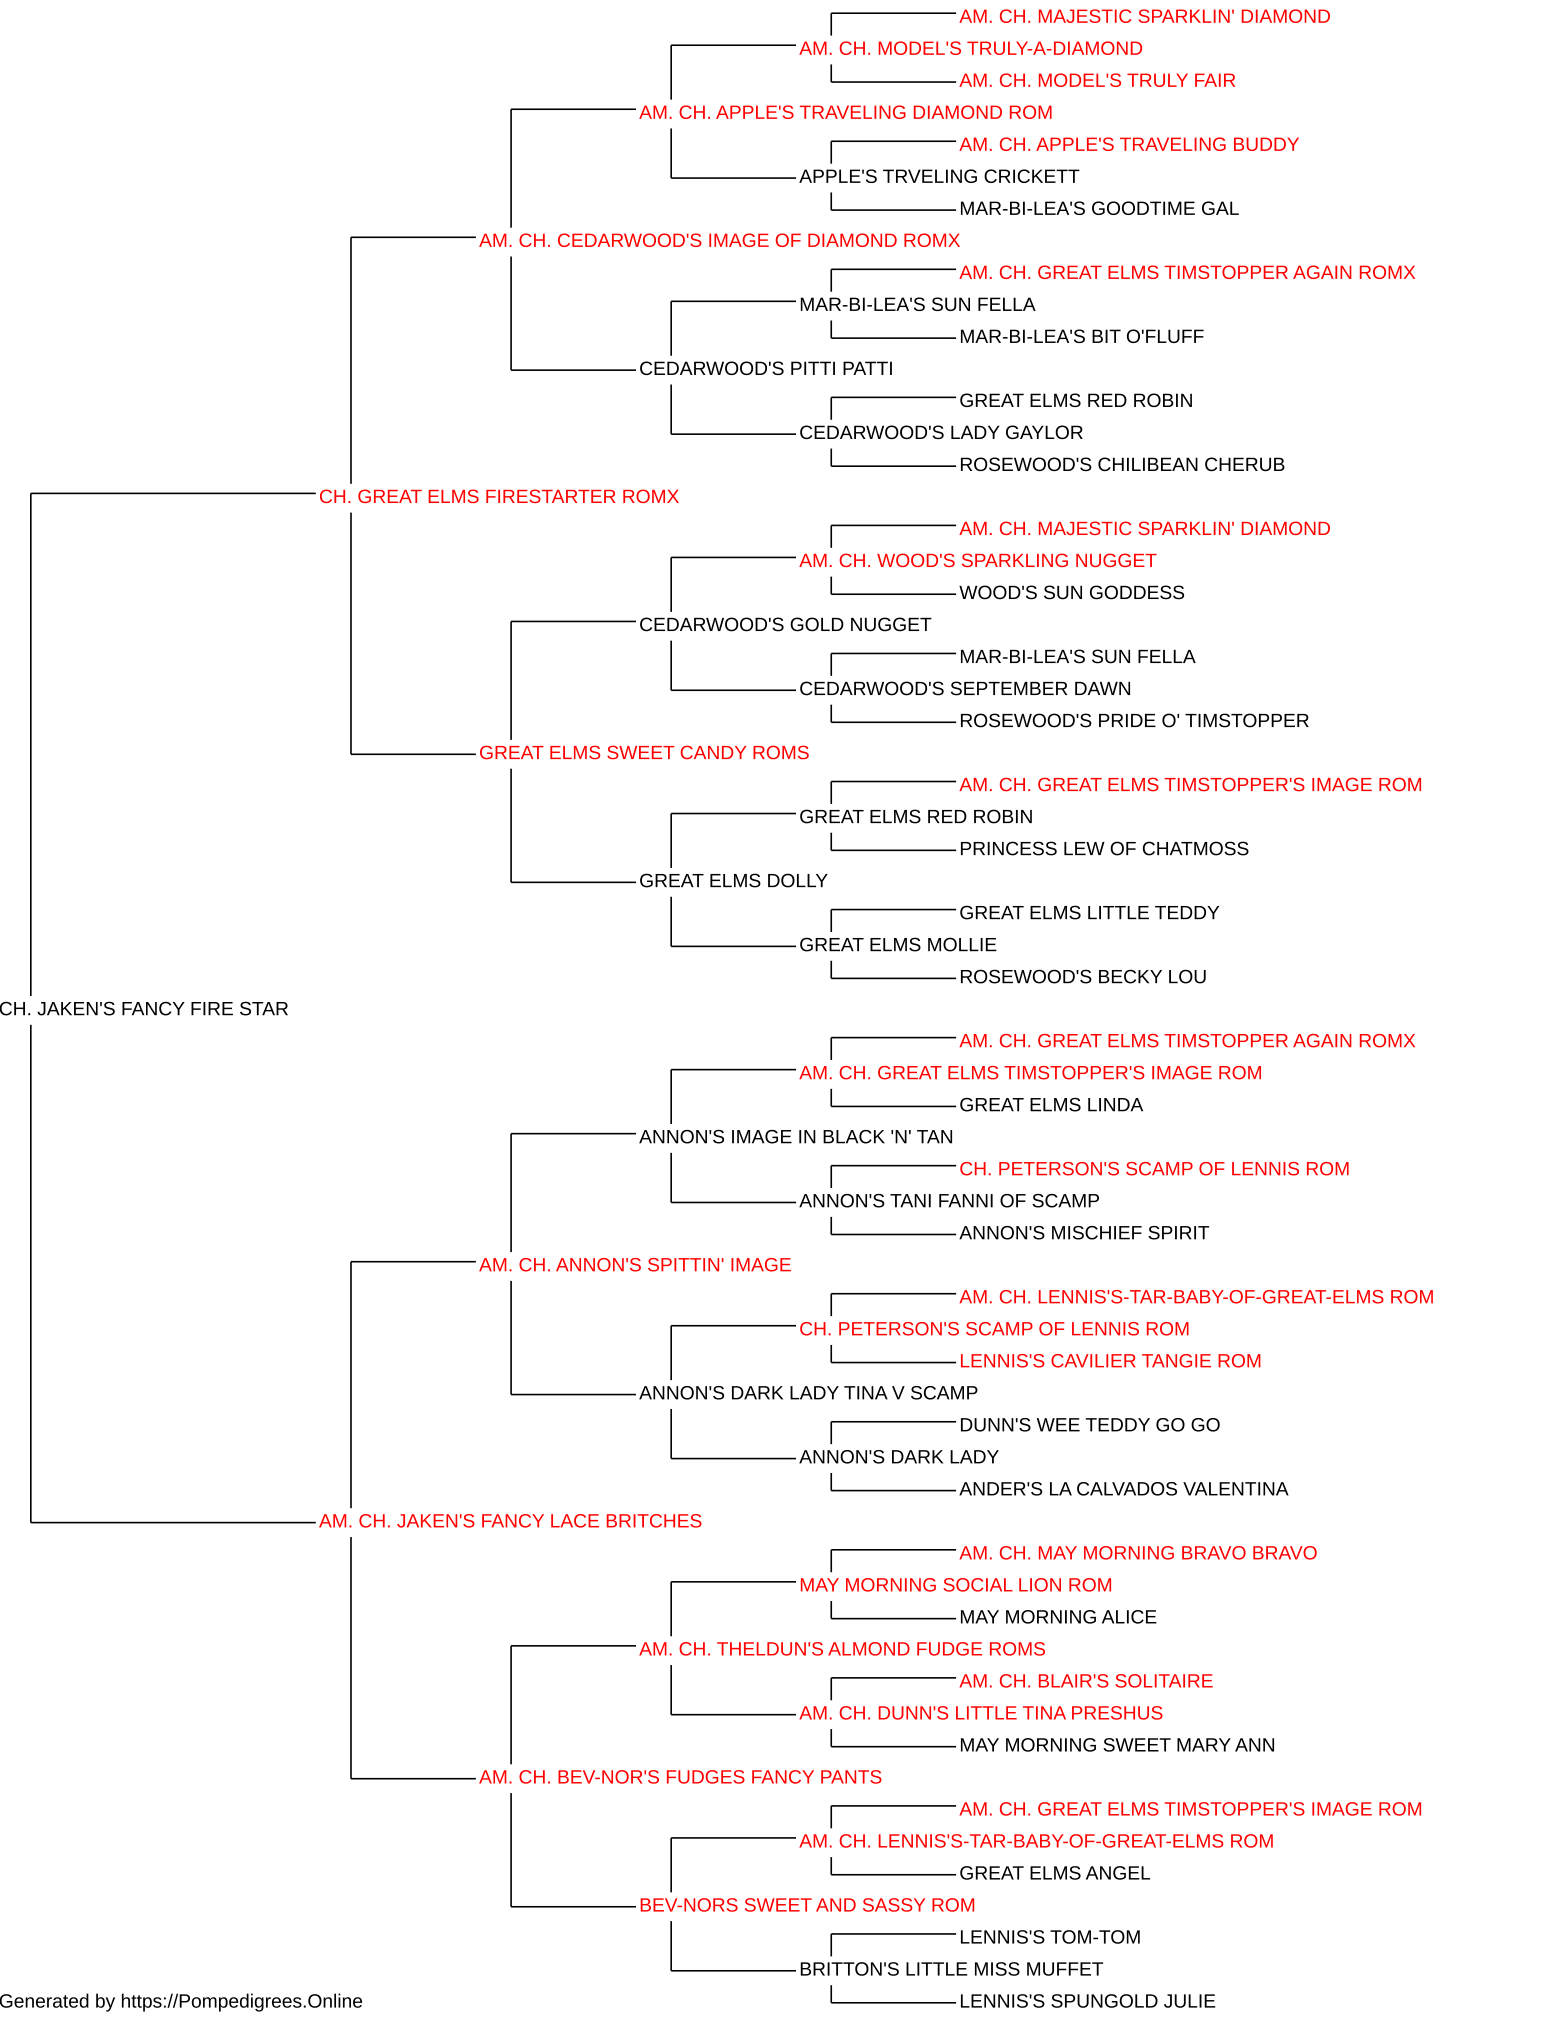 AM. CH. MAJESTIC SPARKLIN' DIAMOND
AM. CH. MODEL'S TRULY-A-DIAMOND
AM. CH. MODEL'S TRULY FAIR
AM. CH. APPLE'S TRAVELING DIAMOND ROM
AM. CH. APPLE'S TRAVELING BUDDY
APPLE'S TRVELING CRICKETT
MAR-BI-LEA'S GOODTIME GAL
AM. CH. CEDARWOOD'S IMAGE OF DIAMOND ROMX
AM. CH. GREAT ELMS TIMSTOPPER AGAIN ROMX
MAR-BI-LEA'S SUN FELLA
MAR-BI-LEA'S BIT O'FLUFF
CEDARWOOD'S PITTI PATTI
GREAT ELMS RED ROBIN
CEDARWOOD'S LADY GAYLOR
ROSEWOOD'S CHILIBEAN CHERUB
CH. GREAT ELMS FIRESTARTER ROMX
AM. CH. MAJESTIC SPARKLIN' DIAMOND
AM. CH. WOOD'S SPARKLING NUGGET
WOOD'S SUN GODDESS
CEDARWOOD'S GOLD NUGGET
MAR-BI-LEA'S SUN FELLA
CEDARWOOD'S SEPTEMBER DAWN
ROSEWOOD'S PRIDE O' TIMSTOPPER
GREAT ELMS SWEET CANDY ROMS
AM. CH. GREAT ELMS TIMSTOPPER'S IMAGE ROM
GREAT ELMS RED ROBIN
PRINCESS LEW OF CHATMOSS
GREAT ELMS DOLLY
GREAT ELMS LITTLE TEDDY
GREAT ELMS MOLLIE
ROSEWOOD'S BECKY LOU
CH. JAKEN'S FANCY FIRE STAR
AM. CH. GREAT ELMS TIMSTOPPER AGAIN ROMX
AM. CH. GREAT ELMS TIMSTOPPER'S IMAGE ROM
GREAT ELMS LINDA
ANNON'S IMAGE IN BLACK 'N' TAN
CH. PETERSON'S SCAMP OF LENNIS ROM
ANNON'S TANI FANNI OF SCAMP
ANNON'S MISCHIEF SPIRIT
AM. CH. ANNON'S SPITTIN' IMAGE
AM. CH. LENNIS'S-TAR-BABY-OF-GREAT-ELMS ROM
CH. PETERSON'S SCAMP OF LENNIS ROM
LENNIS'S CAVILIER TANGIE ROM
ANNON'S DARK LADY TINA V SCAMP
DUNN'S WEE TEDDY GO GO
ANNON'S DARK LADY
ANDER'S LA CALVADOS VALENTINA
AM. CH. JAKEN'S FANCY LACE BRITCHES
AM. CH. MAY MORNING BRAVO BRAVO
MAY MORNING SOCIAL LION ROM
MAY MORNING ALICE
AM. CH. THELDUN'S ALMOND FUDGE ROMS
AM. CH. BLAIR'S SOLITAIRE
AM. CH. DUNN'S LITTLE TINA PRESHUS
MAY MORNING SWEET MARY ANN
AM. CH. BEV-NOR'S FUDGES FANCY PANTS
AM. CH. GREAT ELMS TIMSTOPPER'S IMAGE ROM
AM. CH. LENNIS'S-TAR-BABY-OF-GREAT-ELMS ROM
GREAT ELMS ANGEL
BEV-NORS SWEET AND SASSY ROM
LENNIS'S TOM-TOM
BRITTON'S LITTLE MISS MUFFET
LENNIS'S SPUNGOLD JULIE
Generated by https://Pompedigrees.Online